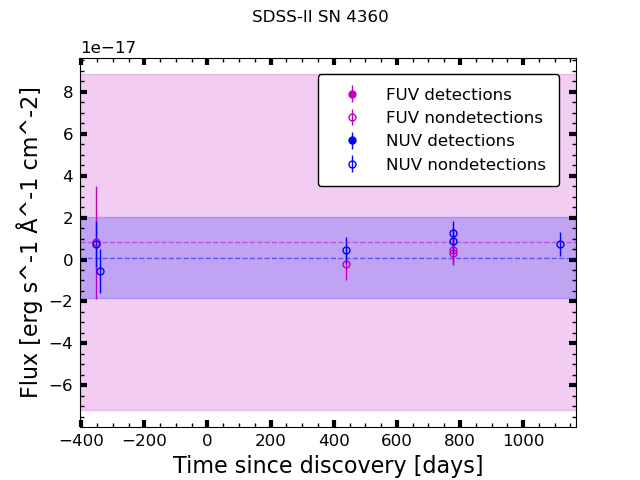 SDSS-II SN 4360
1e−17
FUV detections
FUV nondetections
NUV detections
NUV nondetections
8
6
4
2
0
−2
−4
−6
−400 −200 0 200 400 600 800 1000
Flux [erg s^-1 Å^-1 cm^-2]
Time since discovery [days]